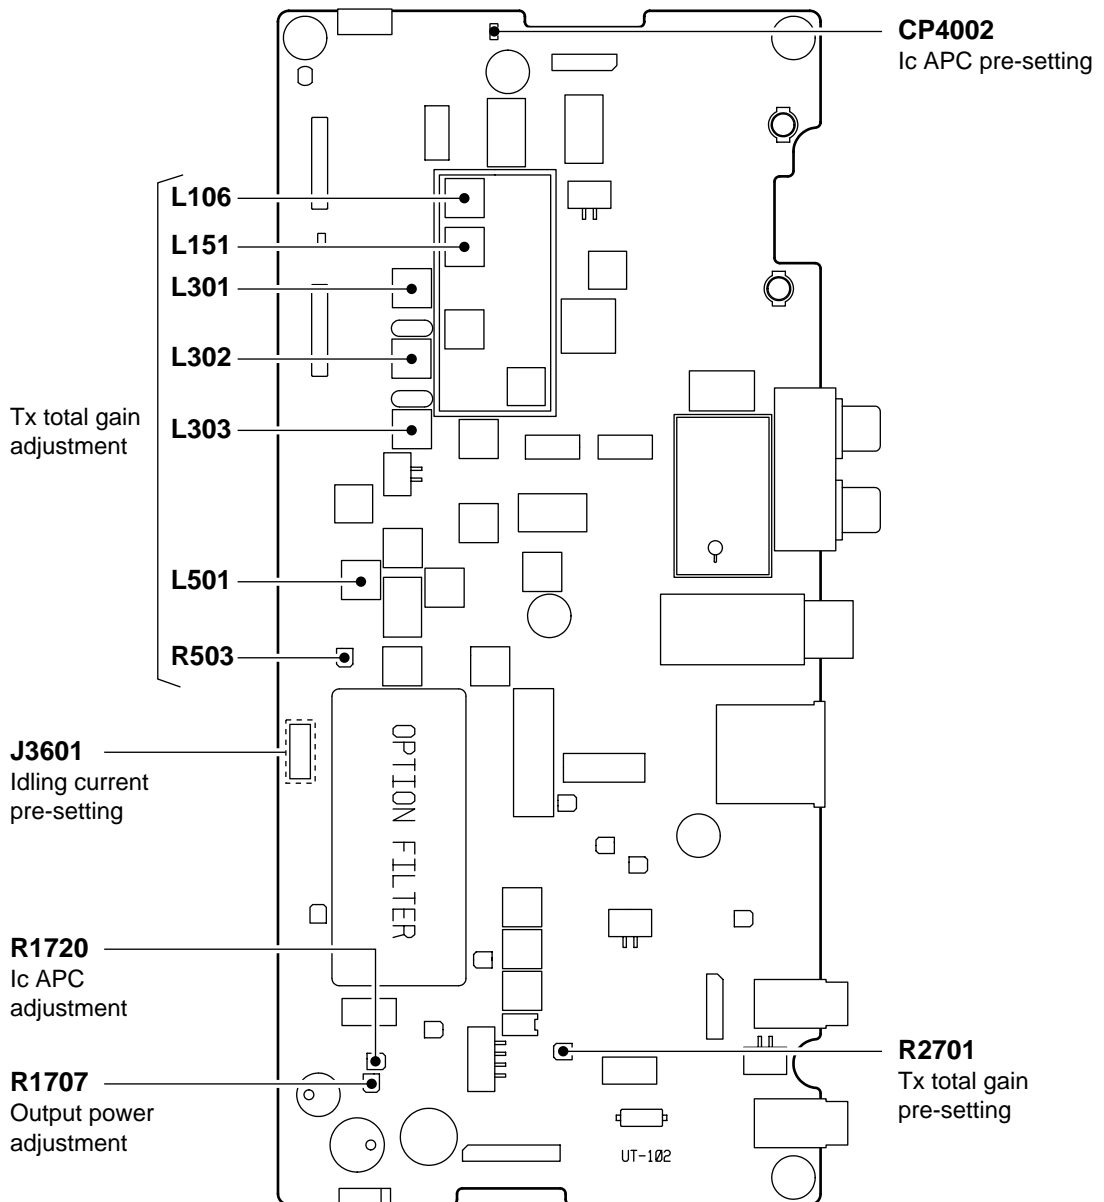 CP4002
Ic APC pre-setting
L106
L151
L301
L302
Tx total gain
adjustment
L303
L501
R503
J3601
Idling current
pre-setting
OPTION FILTER
R1720
Ic APC
adjustment
R1707
Output power
adjustment
R2701
Tx total gain
pre-setting
UT-102